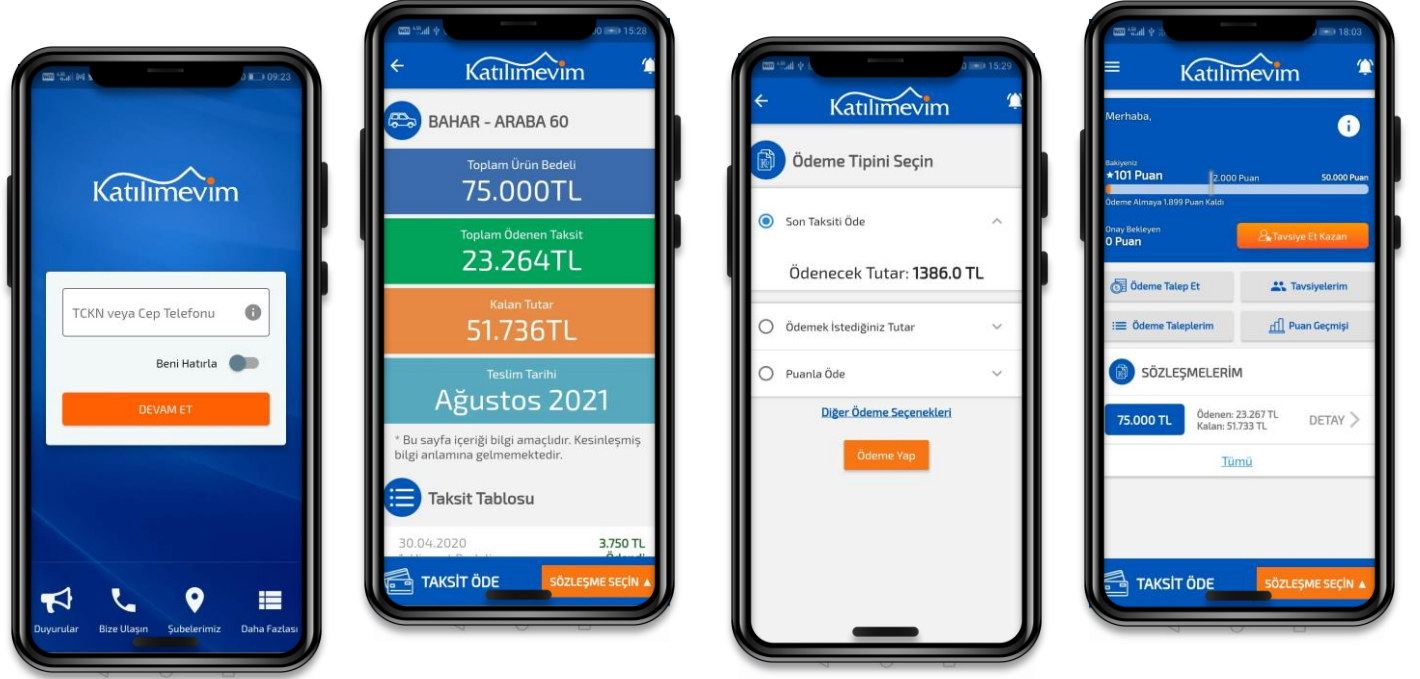 09:23
Katılımevim
TCKN veya Cep Telefonu
Beni Hatırla
DEVAM ET
Duyurular
Bize Ulaşın
Şubelerimiz
Daha Fazlası
15:28
Katılımevim
BAHAR - ARABA 60
Toplam Ürün Bedeli
75.000TL
Toplam Ödenen Taksit
23.264TL
Kalan Tutar
51.736TL
Teslim Tarihi
Ağustos 2021
* Bu sayfa içeriği bilgi amaçlıdır. Kesinleşmiş
bilgi anlamına gelmemektedir.
Taksit Tablosu
30.04.2020
3.750 TL
TAKSİT ÖDE
SÖZLEŞME SEÇİN ▲
15:29
Katılımevim
Ödeme Tipini Seçin
Son Taksiti Öde
Ödenecek Tutar: 1386.0 TL
Ödemek İstediğiniz Tutar
Puanla Öde
Diğer Ödeme Seçenekleri
Ödeme Yap
18:03
Katılımevim
Merhaba,
Bakiyeniz
★101 Puan
2.000 Puan
50.000 Puan
Ödeme Almaya 1.899 Puan Kaldı
Onay Bekleyen
0 Puan
Tavsiye Et Kazan
Ödeme Talep Et
Tavsiyelerim
Ödeme Taleplerim
Puan Geçmişi
SÖZLEŞMELERİM
75.000 TL
Ödenen: 23.267 TL
Kalan: 51.733 TL
DETAY
Tümü
TAKSİT ÖDE
SÖZLEŞME SEÇİN ▲